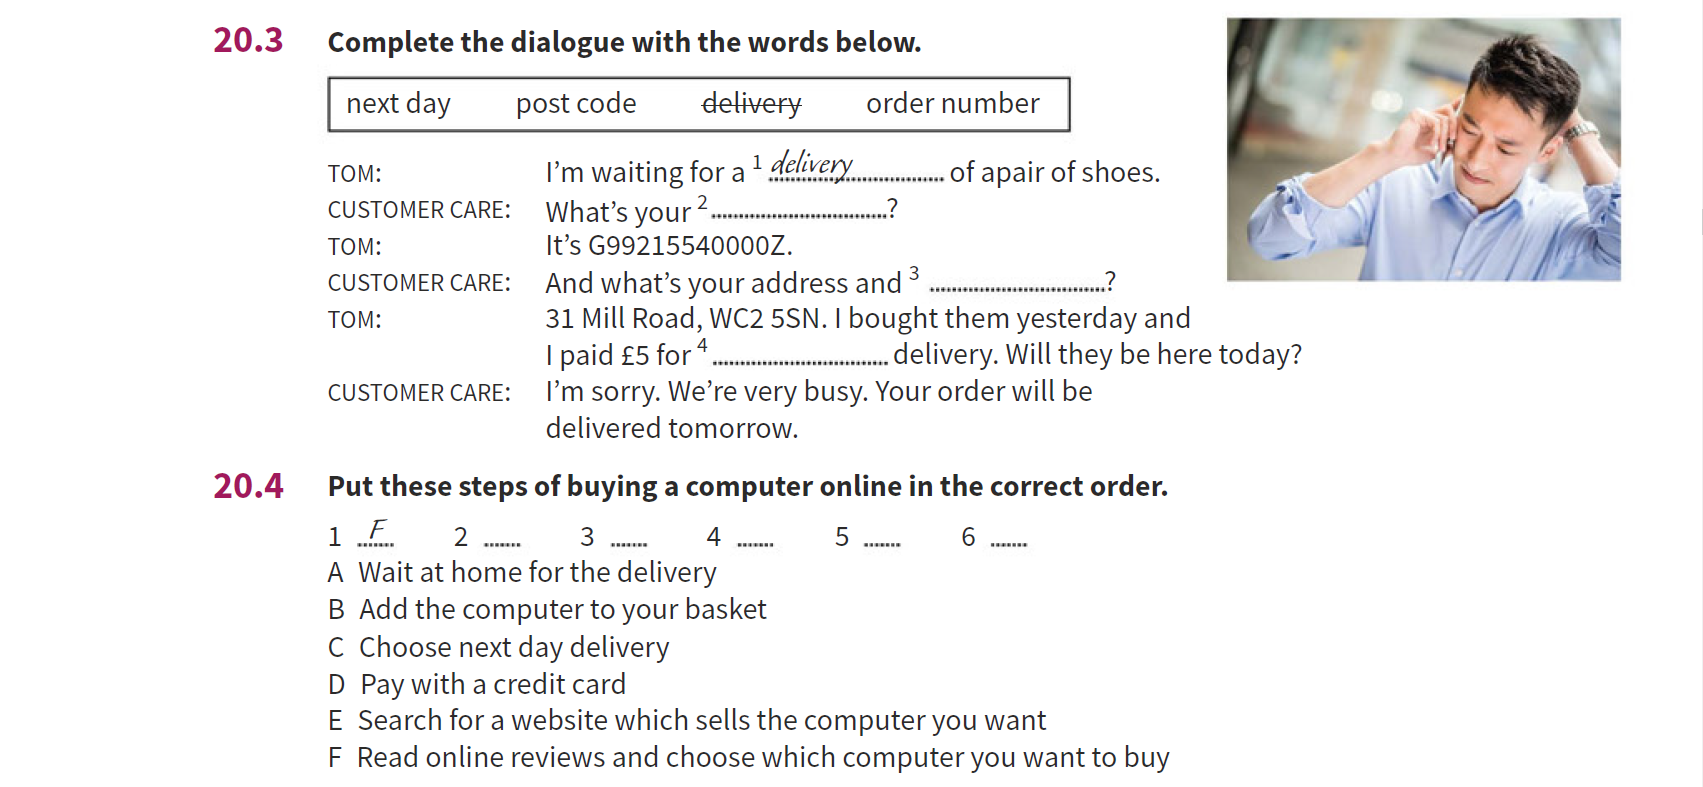 20.3 Complete the dialogue with the words below.
next day post code delivery order number
TOM: I'm waiting for a 1 delivery of apair of shoes.
CUSTOMER CARE: What's your 2 ?
TOM: It's G99215540000Z.
CUSTOMER CARE: And what's your address and 3 ?
TOM: 31 Mill Road, WC2 5SN. I bought them yesterday and
I paid £5 for 4 delivery. Will they be here today?
CUSTOMER CARE: I'm sorry. We're very busy. Your order will be
delivered tomorrow.
20.4 Put these steps of buying a computer online in the correct order.
1 F 2 3 4 5 6
A Wait at home for the delivery
B Add the computer to your basket
C Choose next day delivery
D Pay with a credit card
E Search for a website which sells the computer you want
F Read online reviews and choose which computer you want to buy